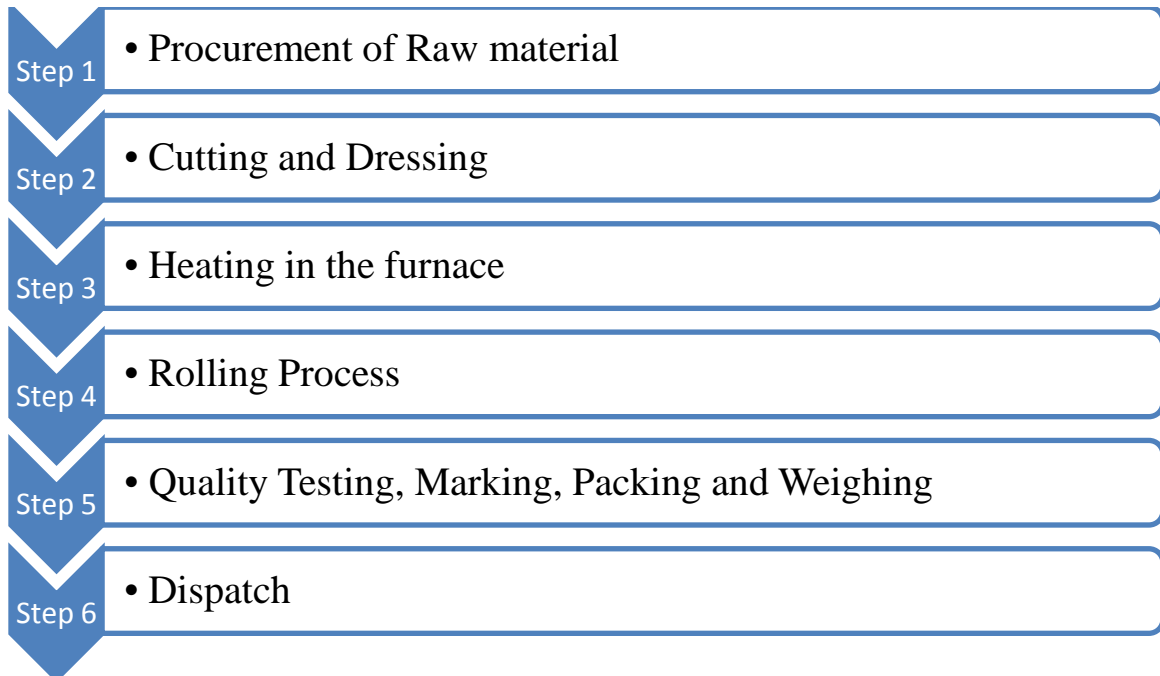 Step 1
• Procurement of Raw material
Step 2
• Cutting and Dressing
Step 3
• Heating in the furnace
Step 4
• Rolling Process
Step 5
• Quality Testing, Marking, Packing and Weighing
Step 6
• Dispatch